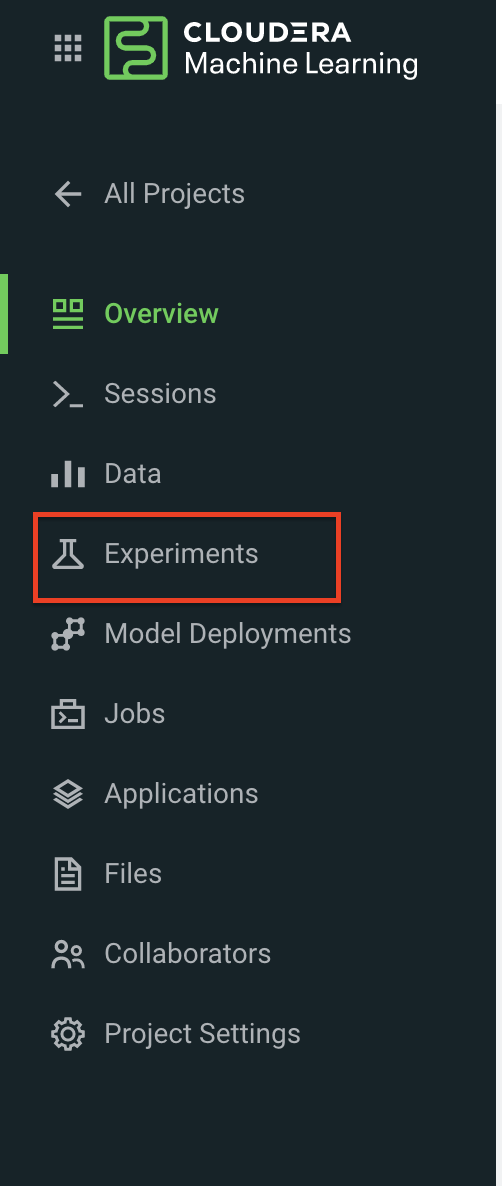 CLOUDERA
Machine Learning
All Projects
Overview
Sessions
Data
Experiments
Model Deployments
Jobs
Applications
Files
Collaborators
Project Settings